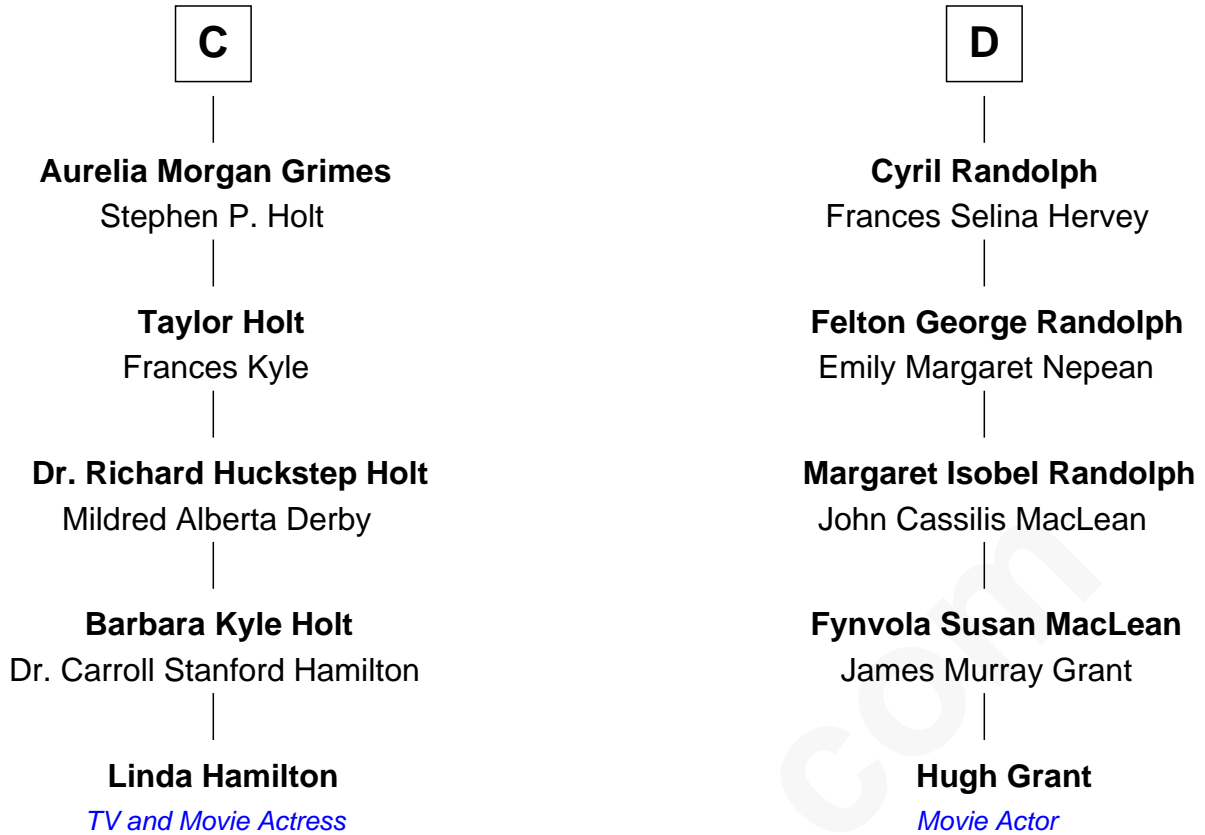 C
Aurelia Morgan Grimes
Stephen P. Holt
Taylor Holt
Frances Kyle
Dr. Richard Huckstep Holt
Mildred Alberta Derby
Barbara Kyle Holt
Dr. Carroll Stanford Hamilton
Linda Hamilton
TV and Movie Actress
D
Cyril Randolph
Frances Selina Hervey
Felton George Randolph
Emily Margaret Nepean
Margaret Isobel Randolph
John Cassilis MacLean
Fynvola Susan MacLean
James Murray Grant
Hugh Grant
Movie Actor
com